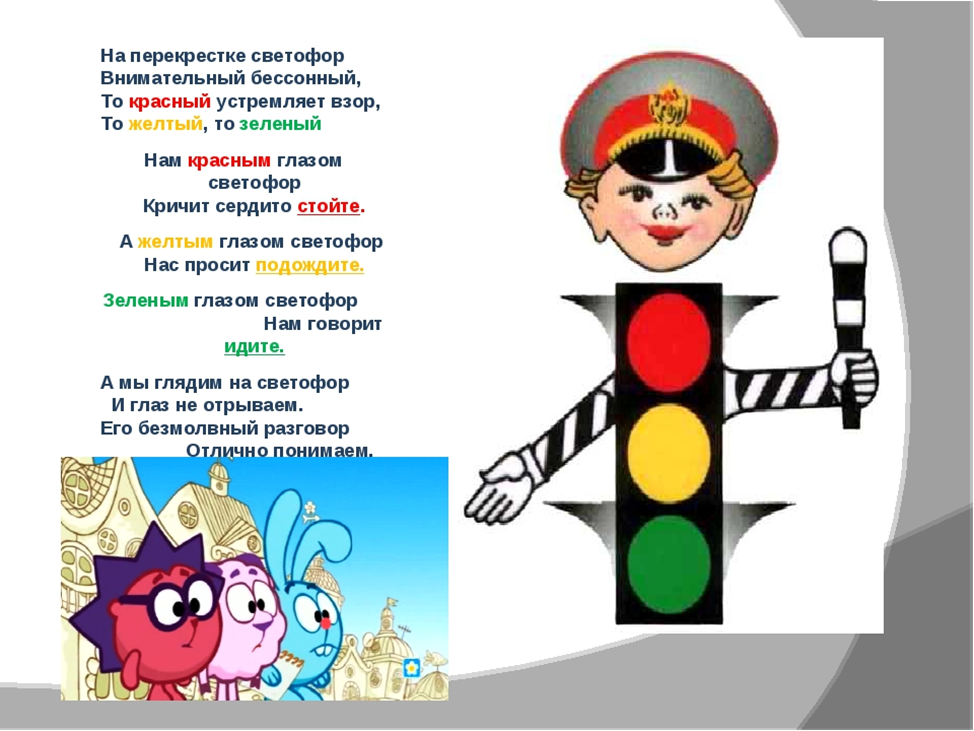 На перекрестке светофор
Внимательный бессонный,
То красный устремляет взор,
То желтый, то зеленый
Нам красным глазом
светофор
Кричит сердито стойте.
А желтым глазом светофор
Нас просит подождите.
Зеленым глазом светофор
Нам говорит
идите.
А мы глядим на светофор
И глаз не отрываем.
Его безмолвный разговор
Отлично понимаем.